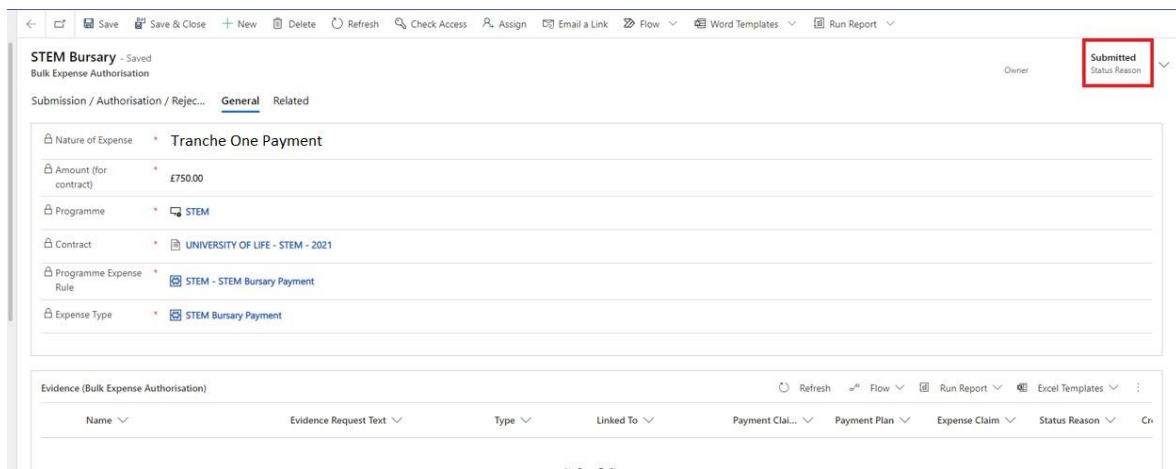 Save Save & Close New Delete Refresh Check Access Assign Email a Link Flow Word Templates Run Report
STEM Bursary - Saved
Bulk Expense Authorisation
Owner
Submitted
Status Reason
Submission / Authorisation / Rejec... General Related
Nature of Expense * Tranche One Payment
Amount (for contract) * £750.00
Programme * STEM
Contract * UNIVERSITY OF LIFE - STEM - 2021
Programme Expense Rule * STEM - STEM Bursary Payment
Expense Type * STEM Bursary Payment
Evidence (Bulk Expense Authorisation) Refresh Flow Run Report Excel Templates
Name Evidence Request Text Type Linked To Payment Clai... Payment Plan Expense Claim Status Reason